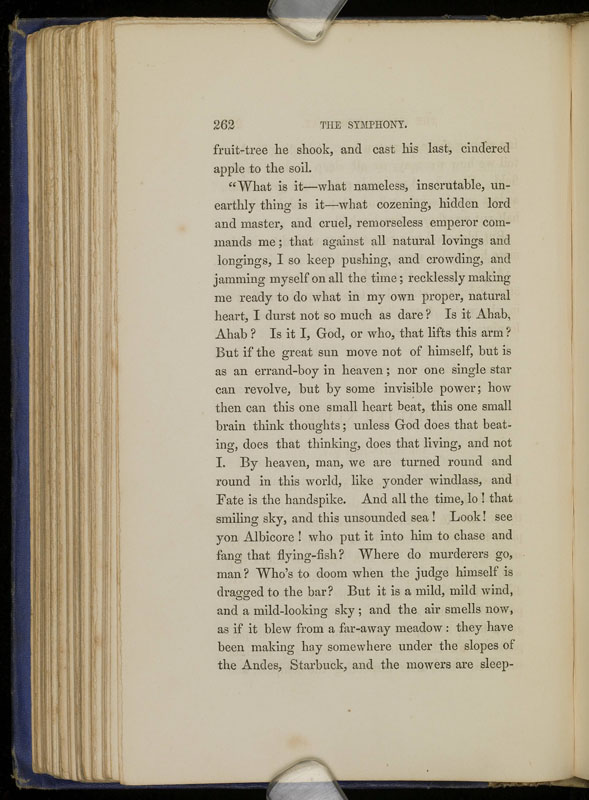 262 THE SYMPHONY.
fruit-tree he shook, and cast his last, cindered
apple to the soil.
“What is it—what nameless, inscrutable, un-
earthly thing is it—what cozening, hidden lord
and master, and cruel, remorseless emperor com-
mands me; that against all natural lovings and
longings, I so keep pushing, and crowding, and
jamming myself on all the time; recklessly making
me ready to do what in my own proper, natural
heart, I durst not so much as dare? Is it Ahab,
Ahab? Is it I, God, or who, that lifts this arm?
But if the great sun move not of himself, but is
as an errand-boy in heaven; nor one single star
can revolve, but by some invisible power; how
then can this one small heart beat, this one small
brain think thoughts; unless God does that beat-
ing, does that thinking, does that living, and not
I. By heaven, man, we are turned round and
round in this world, like yonder windlass, and
Fate is the handspike. And all the time, lo! that
smiling sky, and this unsounded sea! Look! see
yon Albicore! who put it into him to chase and
fang that flying-fish? Where do murderers go,
man? Who's to doom when the judge himself is
dragged to the bar? But it is a mild, mild wind,
and a mild-looking sky; and the air smells now,
as if it blew from a far-away meadow: they have
been making hay somewhere under the slopes of
the Andes, Starbuck, and the mowers are sleep-